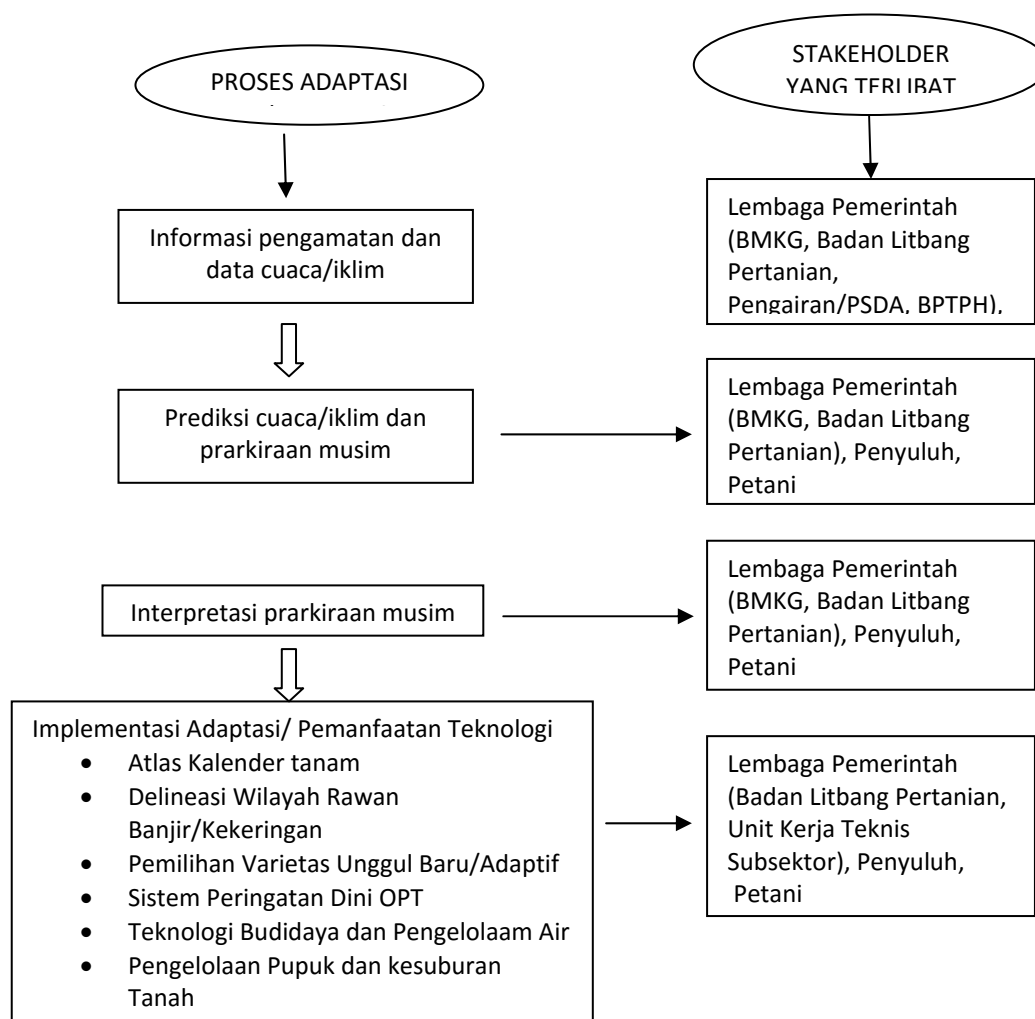 PROSES ADAPTASI
STAKEHOLDER
YANG TERLIBAT
Informasi pengamatan dan
data cuaca/iklim
Lembaga Pemerintah
(BMKG, Badan Litbang
Pertanian,
Pengairan/PSDA, BPTPH),
Prediksi cuaca/iklim dan
prarkiraan musim
Lembaga Pemerintah
(BMKG, Badan Litbang
Pertanian), Penyuluh,
Petani
Interpretasi prarkiraan musim
Lembaga Pemerintah
(BMKG, Badan Litbang
Pertanian), Penyuluh,
Petani
Implementasi Adaptasi/ Pemanfaatan Teknologi
• Atlas Kalender tanam
• Delineasi Wilayah Rawan
Banjir/Kekeringan
• Pemilihan Varietas Unggul Baru/Adaptif
• Sistem Peringatan Dini OPT
• Teknologi Budidaya dan Pengelolaam Air
• Pengelolaan Pupuk dan kesuburan
Tanah
Lembaga Pemerintah
(Badan Litbang Pertanian,
Unit Kerja Teknis
Subsektor), Penyuluh,
Petani